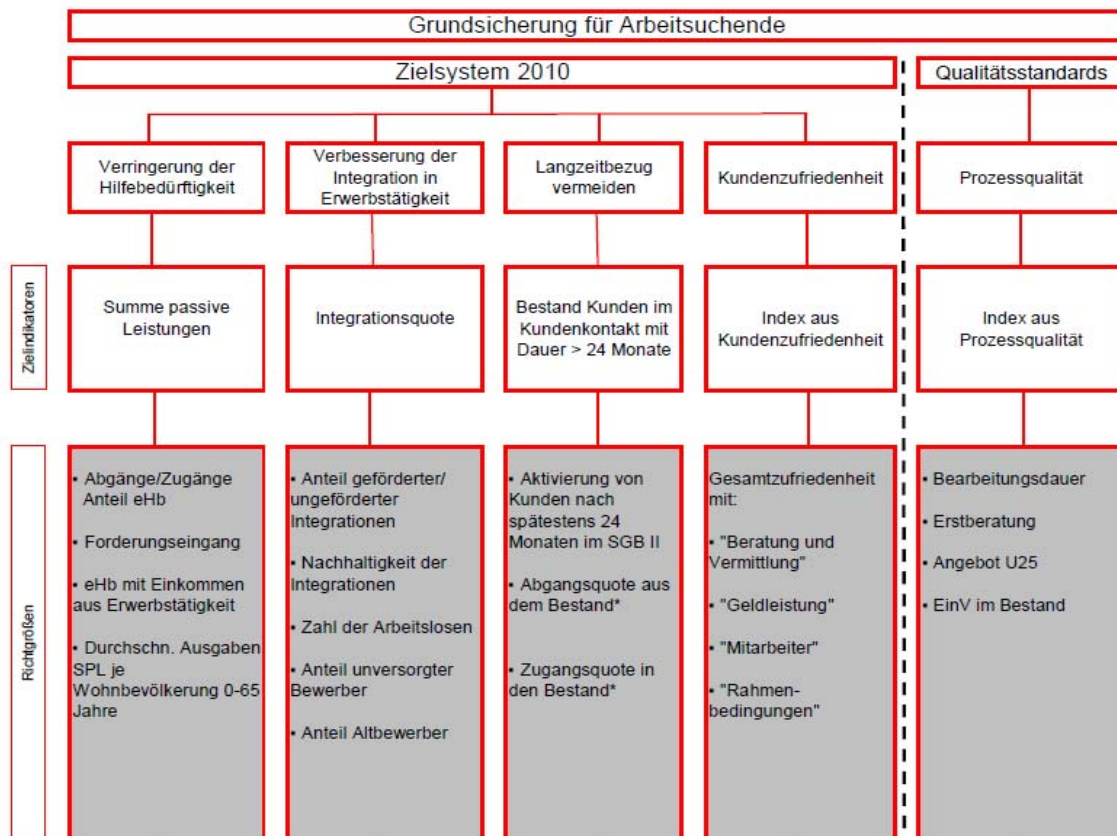 Grundsicherung für Arbeitsuchende
Zielsystem 2010
Qualitätsstandards
Verringerung der
Hilfebedürftigkeit
Verbesserung der
Integration in
Erwerbstätigkeit
Langzeitbezug
vermeiden
Kundenzufriedenheit
Prozessqualität
Zielindikatoren
Summe passive
Leistungen
Integrationsquote
Bestand Kunden im
Kundenkontakt mit
Dauer > 24 Monate
Index aus
Kundenzufriedenheit
Index aus
Prozessqualität
Richtgrößen
• Abgänge/Zugänge
Anteil eHb
• Forderungseingang
• eHb mit Einkommen
aus Erwerbstätigkeit
• Durchschn. Ausgaben
SPL je
Wohnbevölkerung 0-65
Jahre
• Anteil geförderter/
ungeförderter
Integrationen
• Nachhaltigkeit der
Integrationen
• Zahl der Arbeitslosen
• Anteil unversorgter
Bewerber
• Anteil Altbewerber
• Aktivierung von
Kunden nach
spätestens 24
Monaten im SGB II
• Abgangsquote aus
dem Bestand*
• Zugangsquote in
den Bestand*
Gesamtzufriedenheit
mit:
• "Beratung und
Vermittlung"
• "Geldleistung"
• "Mitarbeiter"
• "Rahmen-
bedingungen"
• Bearbeitungsdauer
• Erstberatung
• Angebot U25
• EinV im Bestand